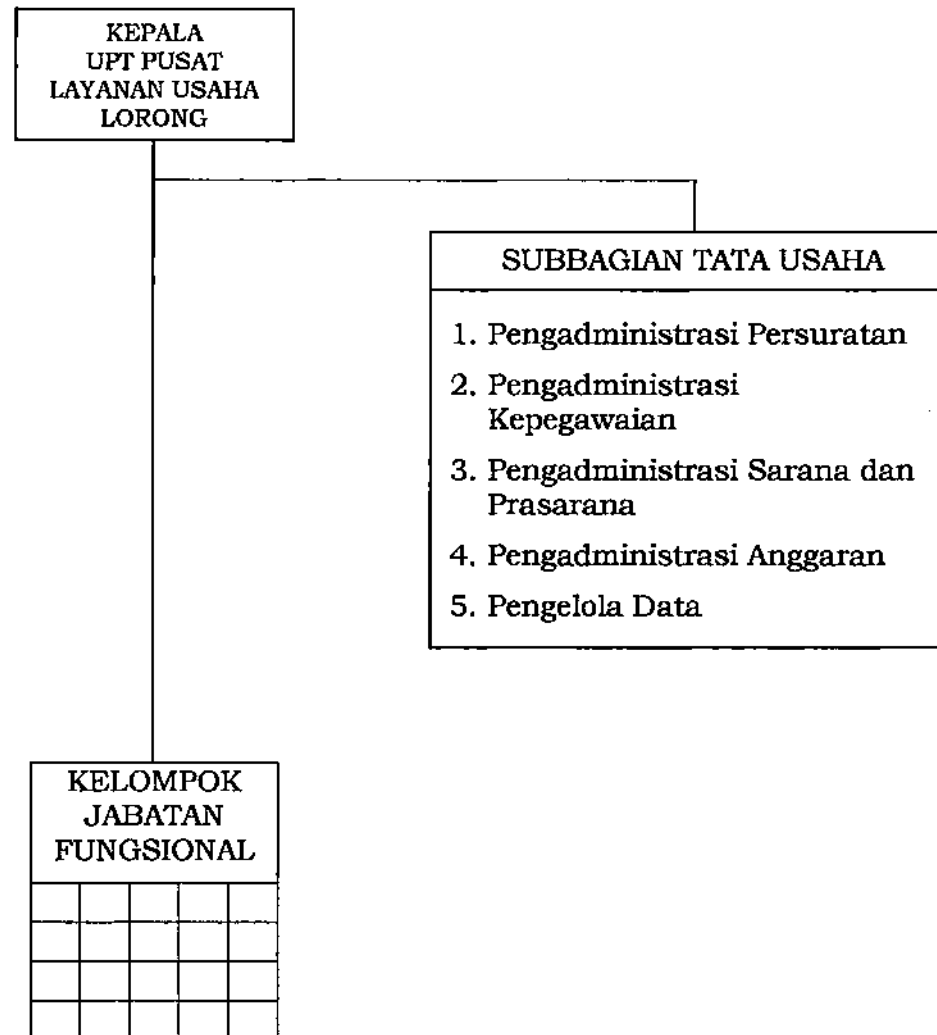 KEPALA
UPT PUSAT
LAYANAN USAHA
LORONG
SUBBAGIAN TATA USAHA
1. Pengadministrasi Persuratan
2. Pengadministrasi
Kepegawaian
3. Pengadministrasi Sarana dan
Prasarana
4. Pengadministrasi Anggaran
5. Pengelola Data
KELOMPOK
JABATAN
FUNGSIONAL